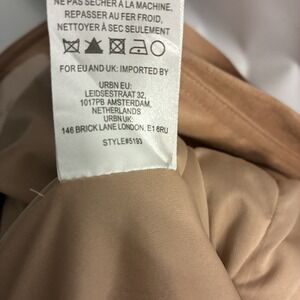 NE PAS SÉCHER À LA MACHINE,
REPASSER AU FER FROID,
NETTOYER À SEC SEULEMENT
FOR EU AND UK: IMPORTED BY
URBN EU:
LEIDSESTRAAT 32,
1017PB AMSTERDAM,
NETHERLANDS
URBN UK:
146 BRICK LANE LONDON, E1 6RU
STYLE#5193